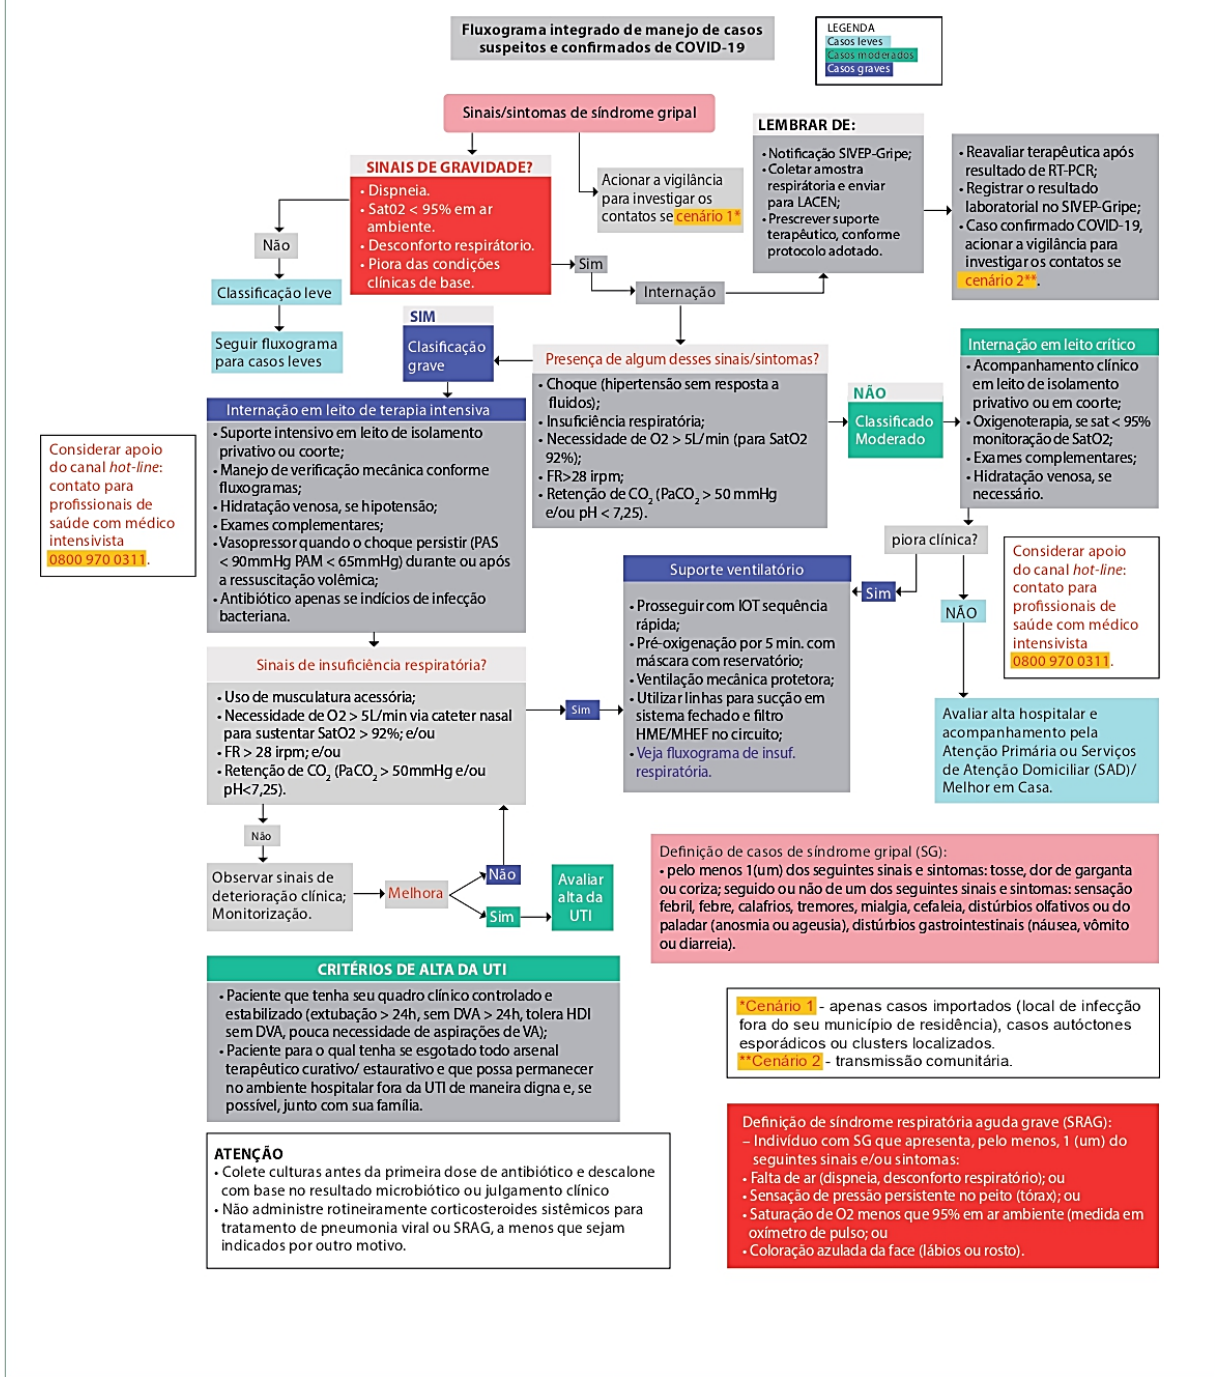 Fluxograma integrado de manejo de casos
suspeitos e confirmados de COVID-19
LEGENDA
Casos leves
Casos moderados
Casos graves
Sinais/sintomas de síndrome gripal
SINAIS DE GRAVIDADE?
• Dispneia.
• Sat02 < 95% em ar
ambiente.
• Desconforto respirátorio.
• Piora das condições
clínicas de base.
Acionar a vigilância
para investigar os
contatos se cenário 1*
LEMBRAR DE:
• Notificação SIVEP-Gripe;
• Coletar amostra
respirátoria e enviar
para LACEN;
• Prescrever suporte
terapêutico, conforme
protocolo adotado.
• Reavaliar terapêutica após
resultado de RT-PCR;
• Registrar o resultado
laboratorial no SIVEP-Gripe;
• Caso confirmado COVID-19,
acionar a vigilância para
investigar os contatos se
cenário 2**.
Não
Classificação leve
Seguir fluxograma
para casos leves
Sim
Internação
SIM
Clasificação
grave
Presença de algum desses sinais/sintomas?
• Choque (hipertensão sem resposta a
fluidos);
• Insuficiência respiratória;
• Necessidade de O2 > 5L/min (para SatO2
92%);
• FR>28 irpm;
• Retenção de CO2 (PaCO2 > 50 mmHg
e/ou pH < 7,25).
NÃO
Classificado
Moderado
Internação em leito crítico
• Acompanhamento clínico
em leito de isolamento
privativo ou em coorte;
• Oxigenoterapia, se sat < 95%
monitoração de SatO2;
• Exames complementares;
• Hidratação venosa, se
necessário.
Internação em leito de terapia intensiva
• Suporte intensivo em leito de isolamento
privativo ou coorte;
• Manejo de verificação mecânica conforme
fluxogramas;
• Hidratação venosa, se hipotensão;
• Exames complementares;
• Vasopressor quando o choque persistir (PAS
< 90mmHg PAM < 65mmHg) durante ou após
a ressuscitação volêmica;
• Antibiótico apenas se indícios de infecção
bacteriana.
Considerar apoio
do canal hot-line:
contato para
profissionais de
saúde com médico
intensivista
0800 970 0311.
piora clínica?
Sim
NÃO
Considerar apoio
do canal hot-line:
contato para
profissionais de
saúde com médico
intensivista
0800 970 0311.
Suporte ventilatório
• Prosseguir com IOT sequência
rápida;
• Pré-oxigenação por 5 min. com
máscara com reservatório;
• Ventilação mecânica protetora;
• Utilizar linhas para sucção em
sistema fechado e filtro
HME/MHEF no circuito;
• Veja fluxograma de insuf.
respiratória.
Sinais de insuficiência respiratória?
• Uso de musculatura acessória;
• Necessidade de O2 > 5L/min via cateter nasal
para sustentar SatO2 > 92%; e/ou
• FR > 28 irpm; e/ou
• Retenção de CO2 (PaCO2 > 50mmHg e/ou
pH<7,25).
Sim
Avaliar alta hospitalar e
acompanhamento pela
Atenção Primária ou Serviços
de Atenção Domiciliar (SAD)/
Melhor em Casa.
Não
Observar sinais de
deterioração clínica;
Monitorização.
Melhora
Não
Sim
Avaliar
alta da
UTI
Definição de casos de síndrome gripal (SG):
• pelo menos 1(um) dos seguintes sinais e sintomas: tosse, dor de garganta
ou coriza; seguido ou não de um dos seguintes sinais e sintomas: sensação
febril, febre, calafrios, tremores, mialgia, cefaleia, distúrbios olfativos ou do
paladar (anosmia ou ageusia), distúrbios gastrointestinais (náusea, vômito
ou diarreia).
CRITÉRIOS DE ALTA DA UTI
• Paciente que tenha seu quadro clínico controlado e
estabilizado (extubação > 24h, sem DVA > 24h, tolera HDI
sem DVA, pouca necessidade de aspirações de VA);
• Paciente para o qual tenha se esgotado todo arsenal
terapêutico curativo/ estaurativo e que possa permanecer
no ambiente hospitalar fora da UTI de maneira digna e, se
possível, junto com sua família.
*Cenário 1 - apenas casos importados (local de infecção
fora do seu município de residência), casos autóctones
esporádicos ou clusters localizados.
**Cenário 2 - transmissão comunitária.
ATENÇÃO
• Colete culturas antes da primeira dose de antibiótico e descalone
com base no resultado microbiótico ou julgamento clínico
• Não administre rotineiramente corticosteroides sistêmicos para
tratamento de pneumonia viral ou SRAG, a menos que sejam
indicados por outro motivo.
Definição de síndrome respiratória aguda grave (SRAG):
– Indivíduo com SG que apresenta, pelo menos, 1 (um) do
seguintes sinais e/ou sintomas:
• Falta de ar (dispneia, desconforto respiratório); ou
• Sensação de pressão persistente no peito (tórax); ou
• Saturação de O2 menos que 95% em ar ambiente (medida em
oxímetro de pulso; ou
• Coloração azulada da face (lábios ou rosto).